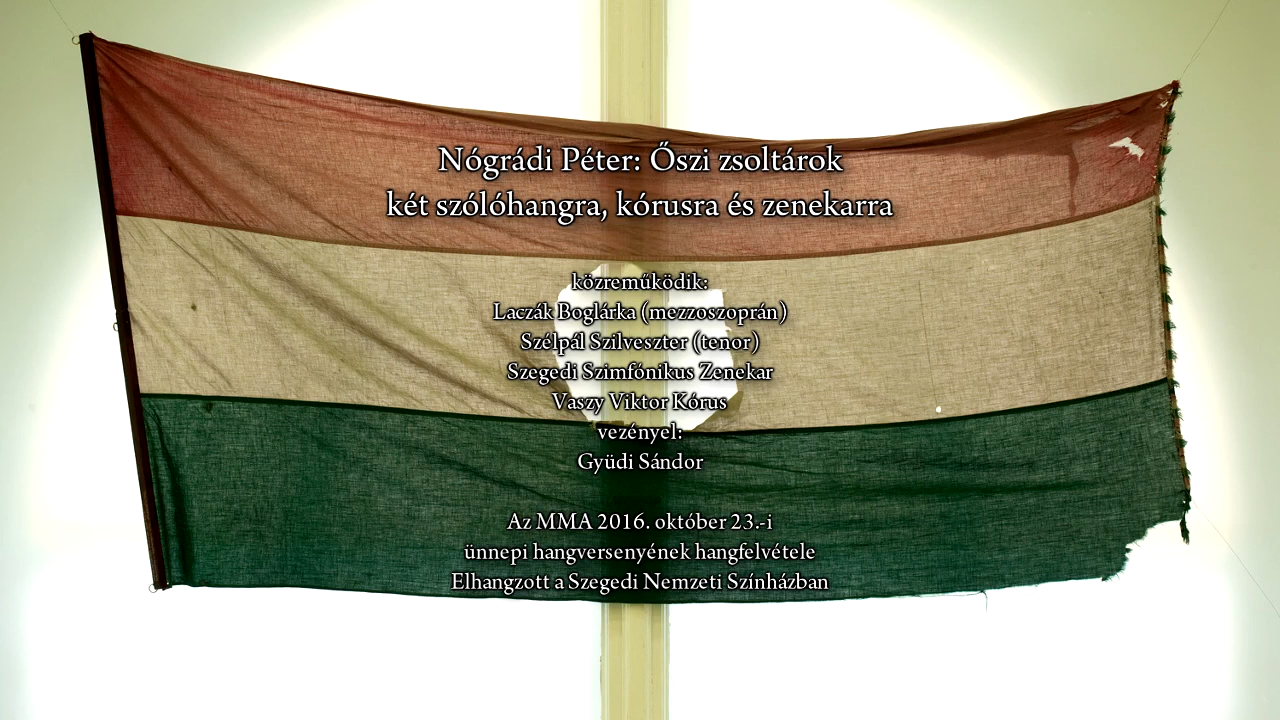 Nógrádi Péter: Őszi zsoltárok
két szólóhangra, kórusra és zenekarra
közreműködik:
Laczák Boglárka (mezzoszoprán)
Szélpál Szilveszter (tenor)
Szegedi Szimfónikus Zenekar
Vaszy Viktor Kórus
vezényel:
Gyüdi Sándor
Az MMA 2016. október 23.-i
ünnepi hangversenyének hangfelvétele
Elhangzott a Szegedi Nemzeti Színházban